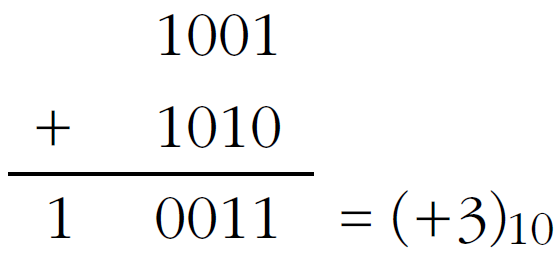 1001
+ 1010
1 0011 = (+3)₁₀